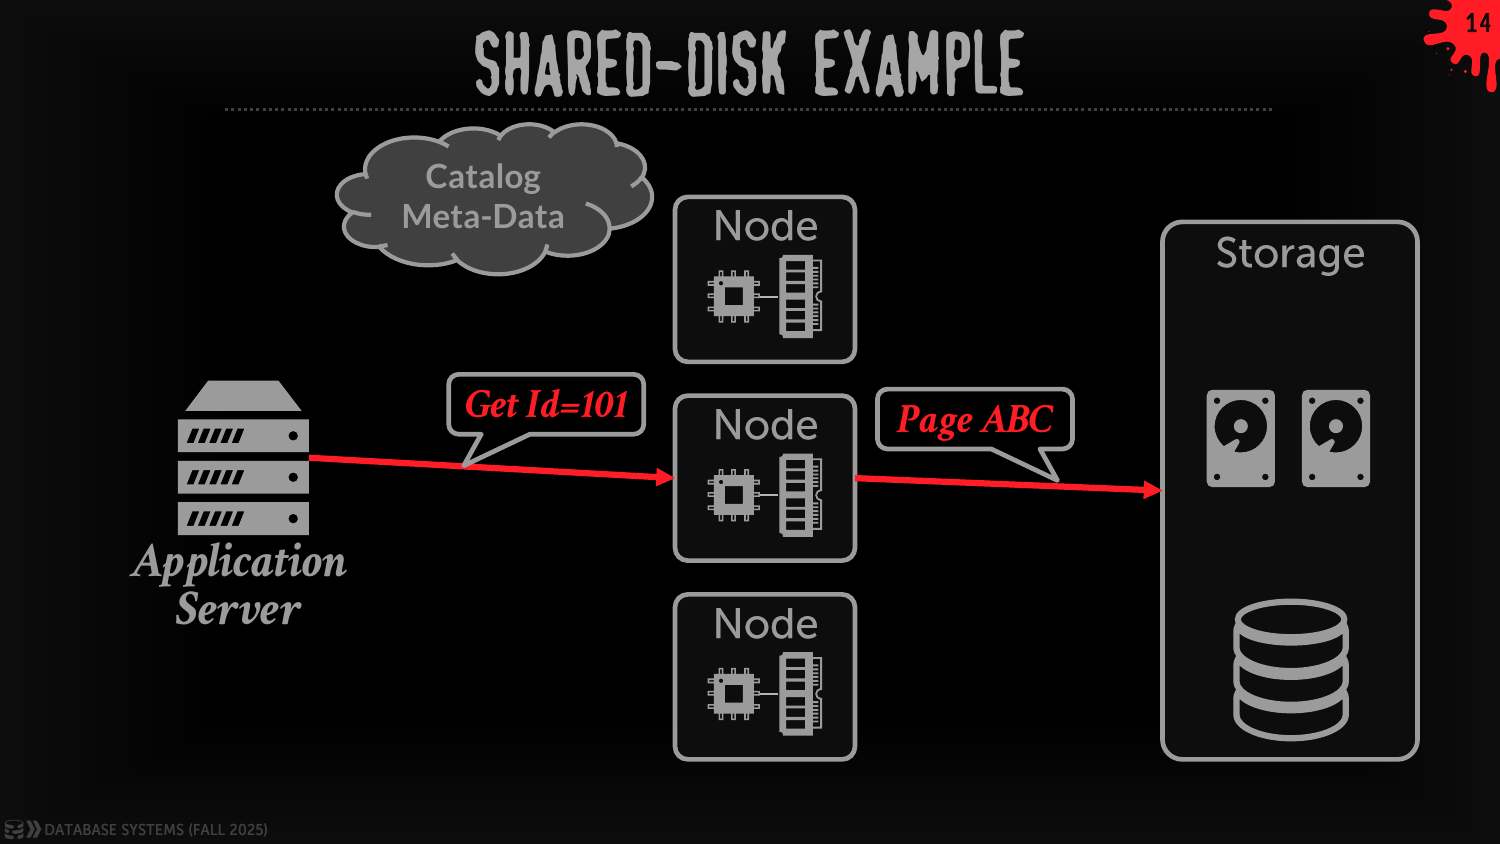 14
SHARED-DISK EXAMPLE
Catalog
Meta-Data
Node
Storage
Get Id=101
Node
Page ABC
Application
Server
Node
DATABASE SYSTEMS (FALL 2025)